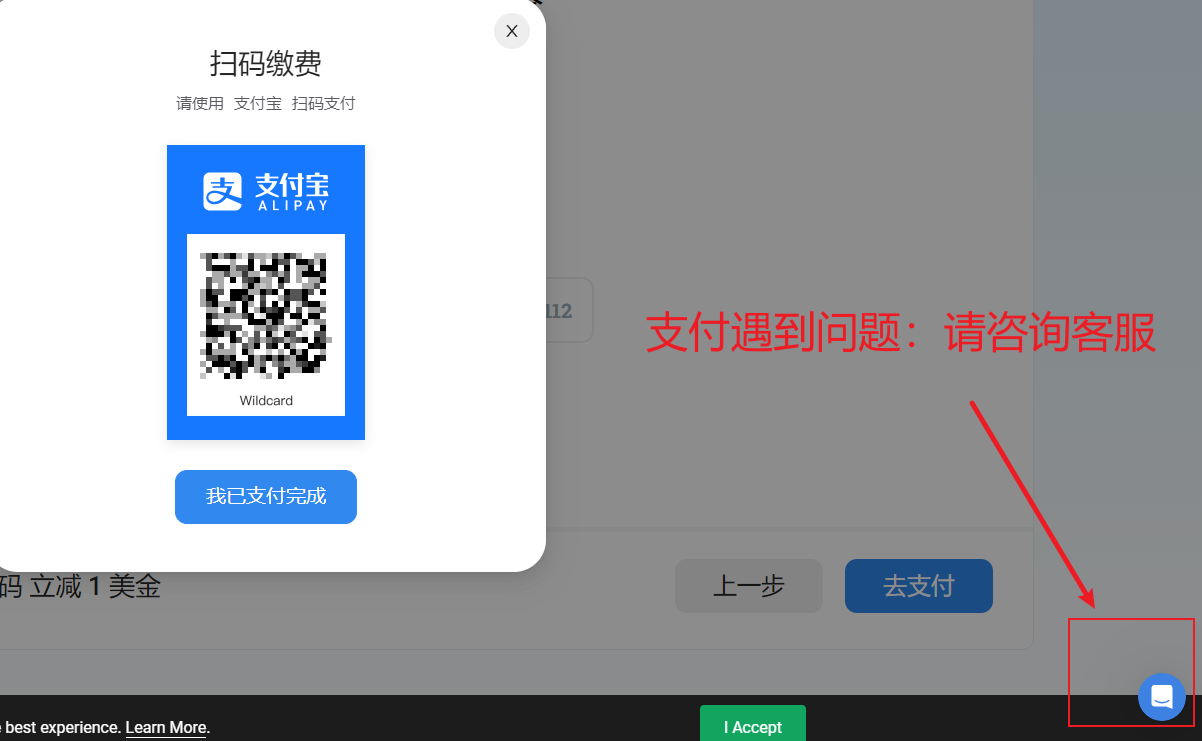 X
扫码缴费
请使用 支付宝 扫码支付
支 支付宝
ALIPAY
Wildcard
我已支付完成
112
支付遇到问题：请咨询客服
码 立减 1 美金
上一步
去支付
best experience. Learn More.
I Accept